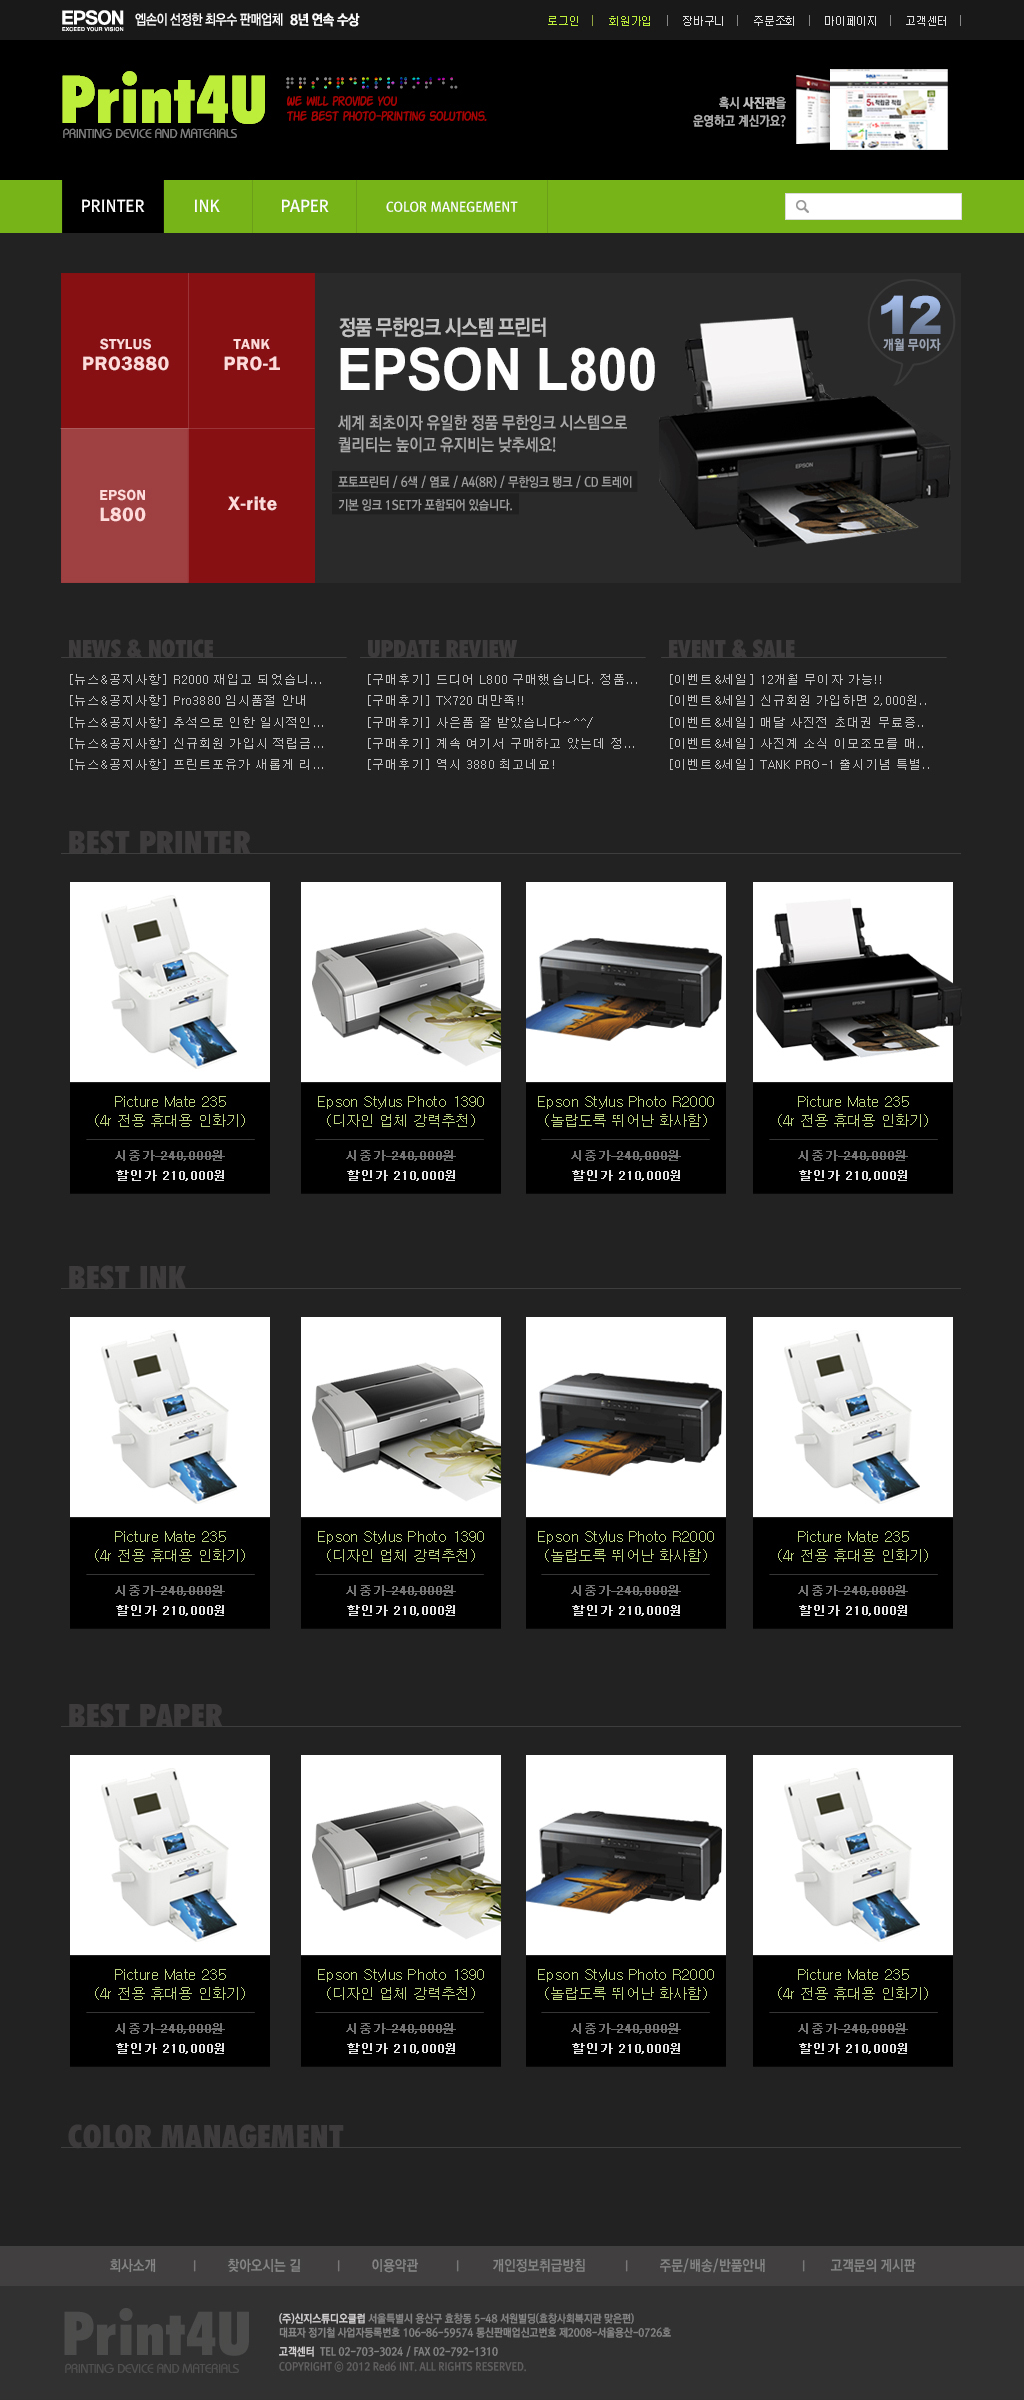 EPSON EXCEED YOUR VISION 엡손이 선정한 최우수 판매업체 8년 연속 수상
로그인 | 회원가입 | 장바구니 | 주문조회 | 마이페이지 | 고객센터 |
Print4U
PRINTING DEVICE AND MATERIALS
WE WILL PROVIDE YOU
THE BEST PHOTO-PRINTING SOLUTIONS.
혹시 사진관을
운영하고 계신가요?
PRINTER INK PAPER COLOR MANEGEMENT
STYLUS
PRO3880
TANK
PRO-1
EPSON
L800
X-rite
정품 무한잉크 시스템 프린터
EPSON L800
세계 최초이자 유일한 정품 무한잉크 시스템으로
퀄리티는 높이고 유지비는 낮추세요!
포토프린터 / 6색 / 염료 / A4(8R) / 무한잉크 탱크 / CD 트레이
기본 잉크 1SET가 포함되어 있습니다.
12
개월 무이자
EPSON
NEWS & NOTICE
[뉴스&공지사항] R2000 재입고 되었습니...
[뉴스&공지사항] Pro3880 임시품절 안내
[뉴스&공지사항] 추석으로 인한 일시적인...
[뉴스&공지사항] 신규회원 가입시 적립금...
[뉴스&공지사항] 프린트포유가 새롭게 리...
UPDATE REVIEW
[구매후기] 드디어 L800 구매했습니다. 정품...
[구매후기] TX720 대만족!!
[구매후기] 사은품 잘 받았습니다~^^/
[구매후기] 계속 여기서 구매하고 았는데 정...
[구매후기] 역시 3880 최고네요!
EVENT & SALE
[이벤트&세일] 12개월 무이자 가능!!
[이벤트&세일] 신규회원 가입하면 2,000원..
[이벤트&세일] 매달 사진전 초대권 무료증..
[이벤트&세일] 사진계 소식 이모조모를 매..
[이벤트&세일] TANK PRO-1 출시기념 특별..
BEST PRINTER
Picture Mate 235
(4r 전용 휴대용 인화기)
시중가 240,000원
할인가 210,000원
Epson Stylus Photo 1390
(디자인 업체 강력추천)
시중가 240,000원
할인가 210,000원
Epson Stylus Photo R2000
(놀랍도록 뛰어난 화사함)
시중가 240,000원
할인가 210,000원
Picture Mate 235
(4r 전용 휴대용 인화기)
시중가 240,000원
할인가 210,000원
BEST INK
Picture Mate 235
(4r 전용 휴대용 인화기)
시중가 240,000원
할인가 210,000원
Epson Stylus Photo 1390
(디자인 업체 강력추천)
시중가 240,000원
할인가 210,000원
Epson Stylus Photo R2000
(놀랍도록 뛰어난 화사함)
시중가 240,000원
할인가 210,000원
Picture Mate 235
(4r 전용 휴대용 인화기)
시중가 240,000원
할인가 210,000원
BEST PAPER
Picture Mate 235
(4r 전용 휴대용 인화기)
시중가 240,000원
할인가 210,000원
Epson Stylus Photo 1390
(디자인 업체 강력추천)
시중가 240,000원
할인가 210,000원
Epson Stylus Photo R2000
(놀랍도록 뛰어난 화사함)
시중가 240,000원
할인가 210,000원
Picture Mate 235
(4r 전용 휴대용 인화기)
시중가 240,000원
할인가 210,000원
COLOR MANAGEMENT
회사소개 | 찾아오시는 길 | 이용약관 | 개인정보취급방침 | 주문/배송/반품안내 | 고객문의 게시판
Print4U
PRINTING DEVICE AND MATERIALS
(주)신지스튜디오클럽 서울특별시 용산구 효창동 5-48 서원빌딩(효창사회복지관 맞은편)
대표자 정기철 사업자등록번호 106-86-59574 통신판매업신고번호 제2008-서울용산-0726호
고객센터 TEL 02-703-3024 / FAX 02-792-1310
COPYRIGHT © 2012 Red6 INT. ALL RIGHTS RESERVED.